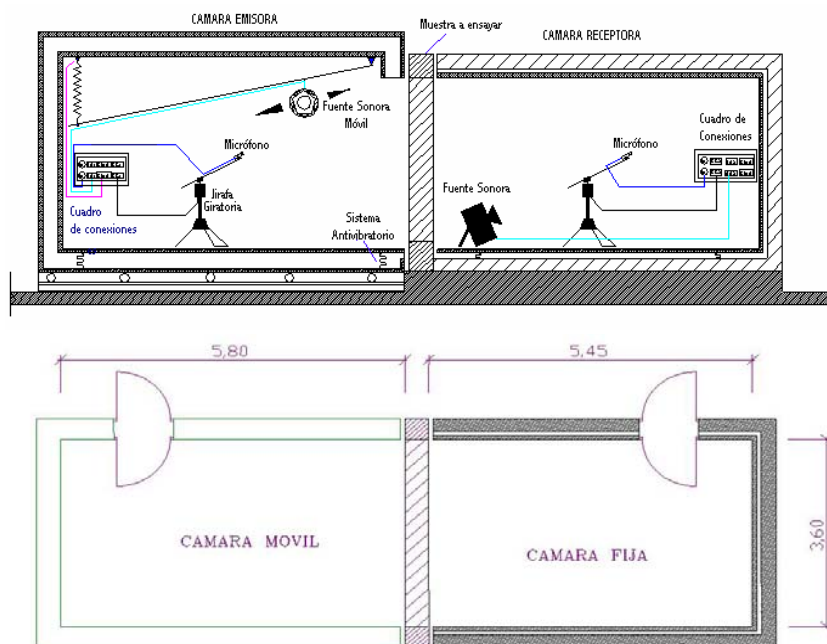 CAMARA EMISORA
Muestra a ensayar
CAMARA RECEPTORA
Fuente Sonora
Móvil
Micrófono
Jirafa
Giratoria
Cuadro
de conexiones
Sistema
Antivibratorio
Fuente Sonora
Micrófono
Cuadro de
Conexiones
5,80
5,45
CAMARA MOVIL
CAMARA FIJA
3,60